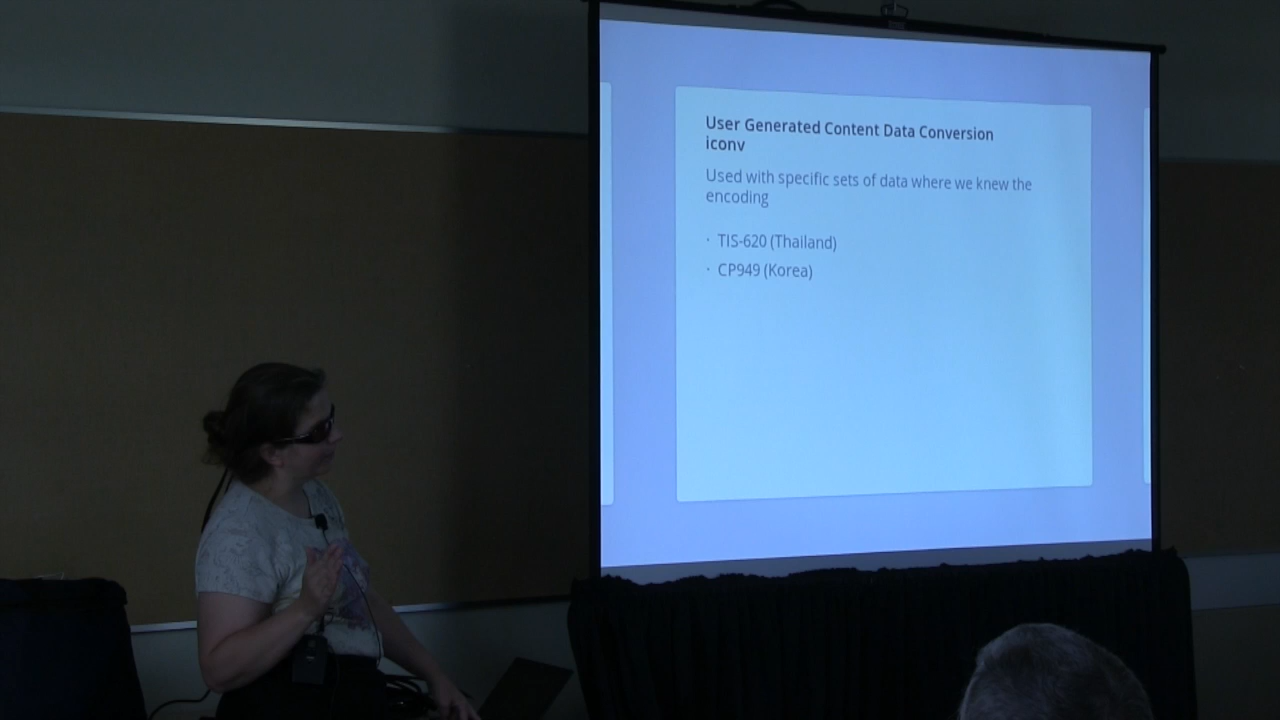 User Generated Content Data Conversion
iconv
Used with specific sets of data where we knew the
encoding
· TIS-620 (Thailand)
· CP949 (Korea)